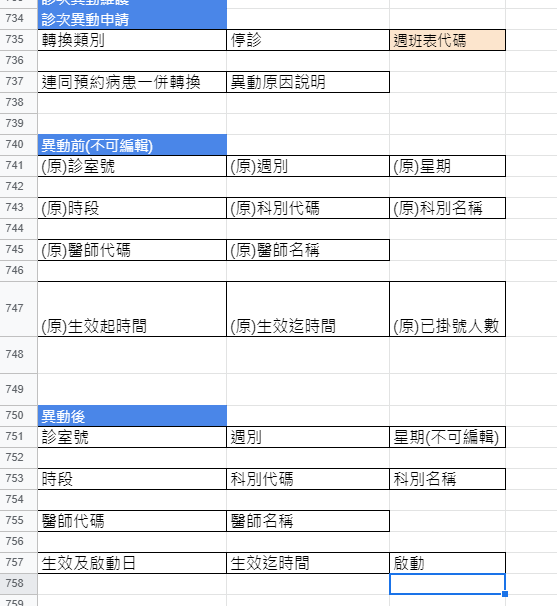 診次異動維護
734 診次異動申請
735 轉換類別 停診 週班表代碼
736
737 連同預約病患一併轉換 異動原因說明
738
739
740 異動前(不可編輯)
741 (原)診室號 (原)週別 (原)星期
742
743 (原)時段 (原)科別代碼 (原)科別名稱
744
745 (原)醫師代碼 (原)醫師名稱
746
747 (原)生效起時間 (原)生效迄時間 (原)已掛號人數
748
749
750 異動後
751 診室號 週別 星期(不可編輯)
752
753 時段 科別代碼 科別名稱
754
755 醫師代碼 醫師名稱
756
757 生效及啟動日 生效迄時間 啟動
758
759